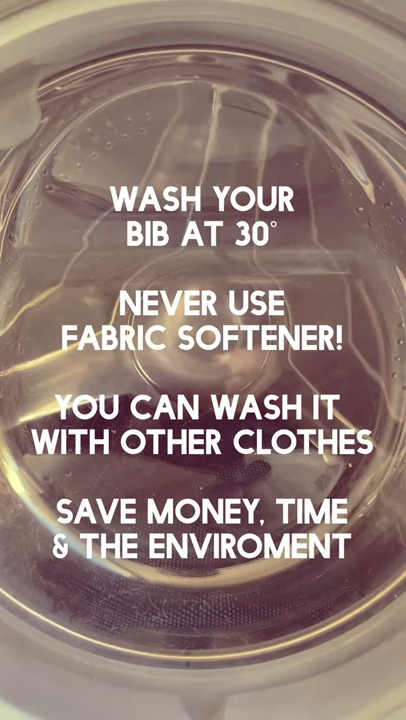 WASH YOUR
BIB AT 30°
NEVER USE
FABRIC SOFTENER!
YOU CAN WASH IT
WITH OTHER CLOTHES
SAVE MONEY, TIME
& THE ENVIROMENT